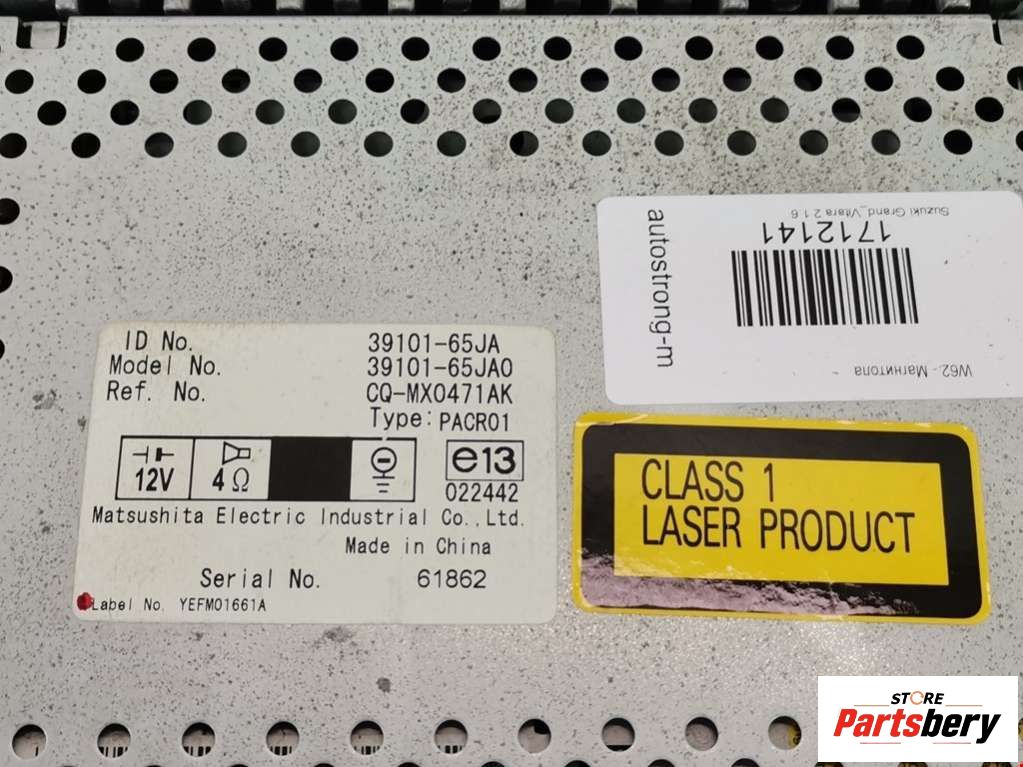 ID No. 39101-65JA
Model No. 39101-65JA0
Ref. No. CQ-MX0471AK
Type: PACR01
12V 4Ω e13
022442
Matsushita Electric Industrial Co., Ltd.
Made in China
Serial No. 61862
Label No. YEFM01661A
CLASS 1
LASER PRODUCT
autostrong-m
W62 - Магнитола
1712141
Suzuki Grand_Vitara 2 1 6
STORE
Partsbery